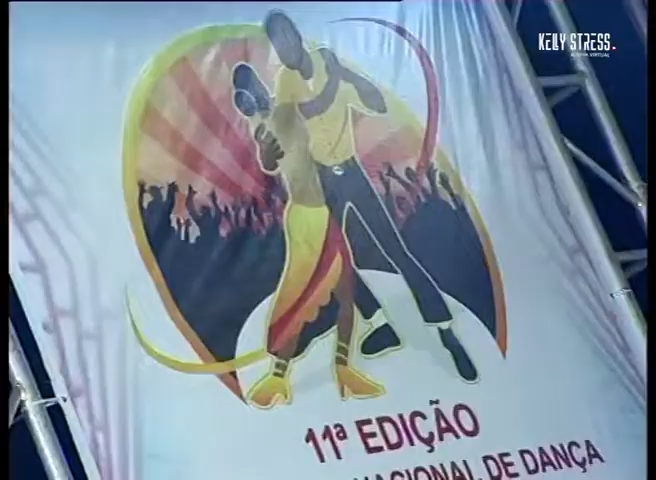 KELLY STRESS.
11ª EDIÇÃO
NACIONAL DE DANÇA